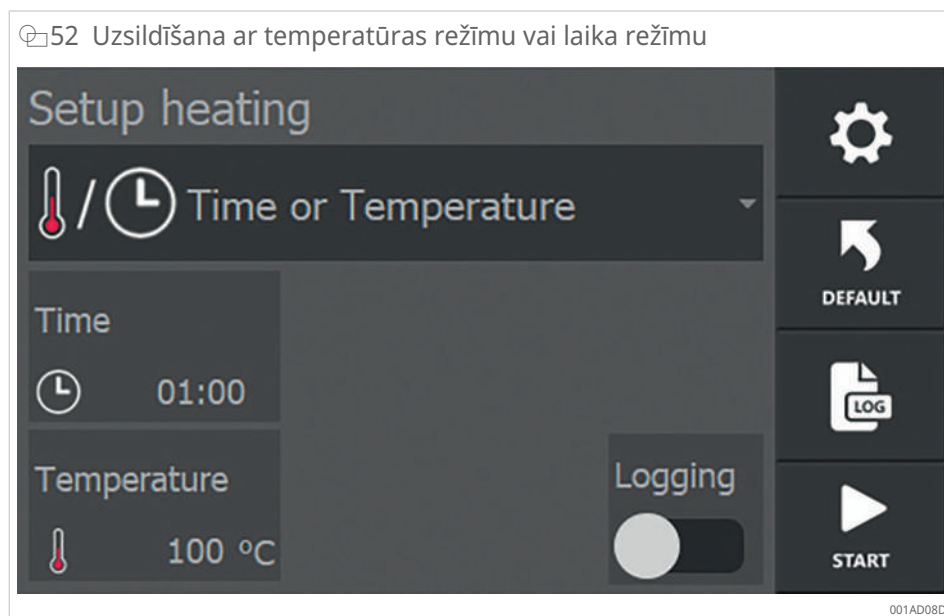 52 Uzsildīšana ar temperatūras režīmu vai laika režīmu
Setup heating
/ Time or Temperature
DEFAULT
Time
01:00
LOG
Temperature
100 °C
Logging
START
001AD08D